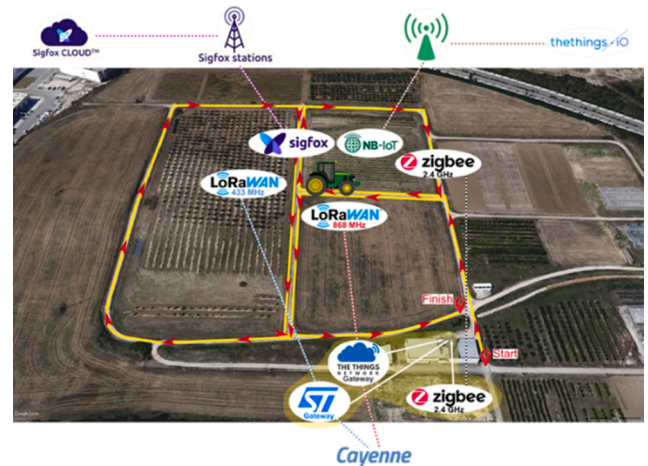 Sigfox CLOUD™
Sigfox stations
thethings.iO
sigfox
NB-IoT
zigbee
2.4 GHz
LoRaWAN
433 MHz
LoRaWAN
868 MHz
Finish
Start
THE THINGS
NETWORK
Gateway
ST
Gateway
zigbee
2.4 GHz
Cayenne